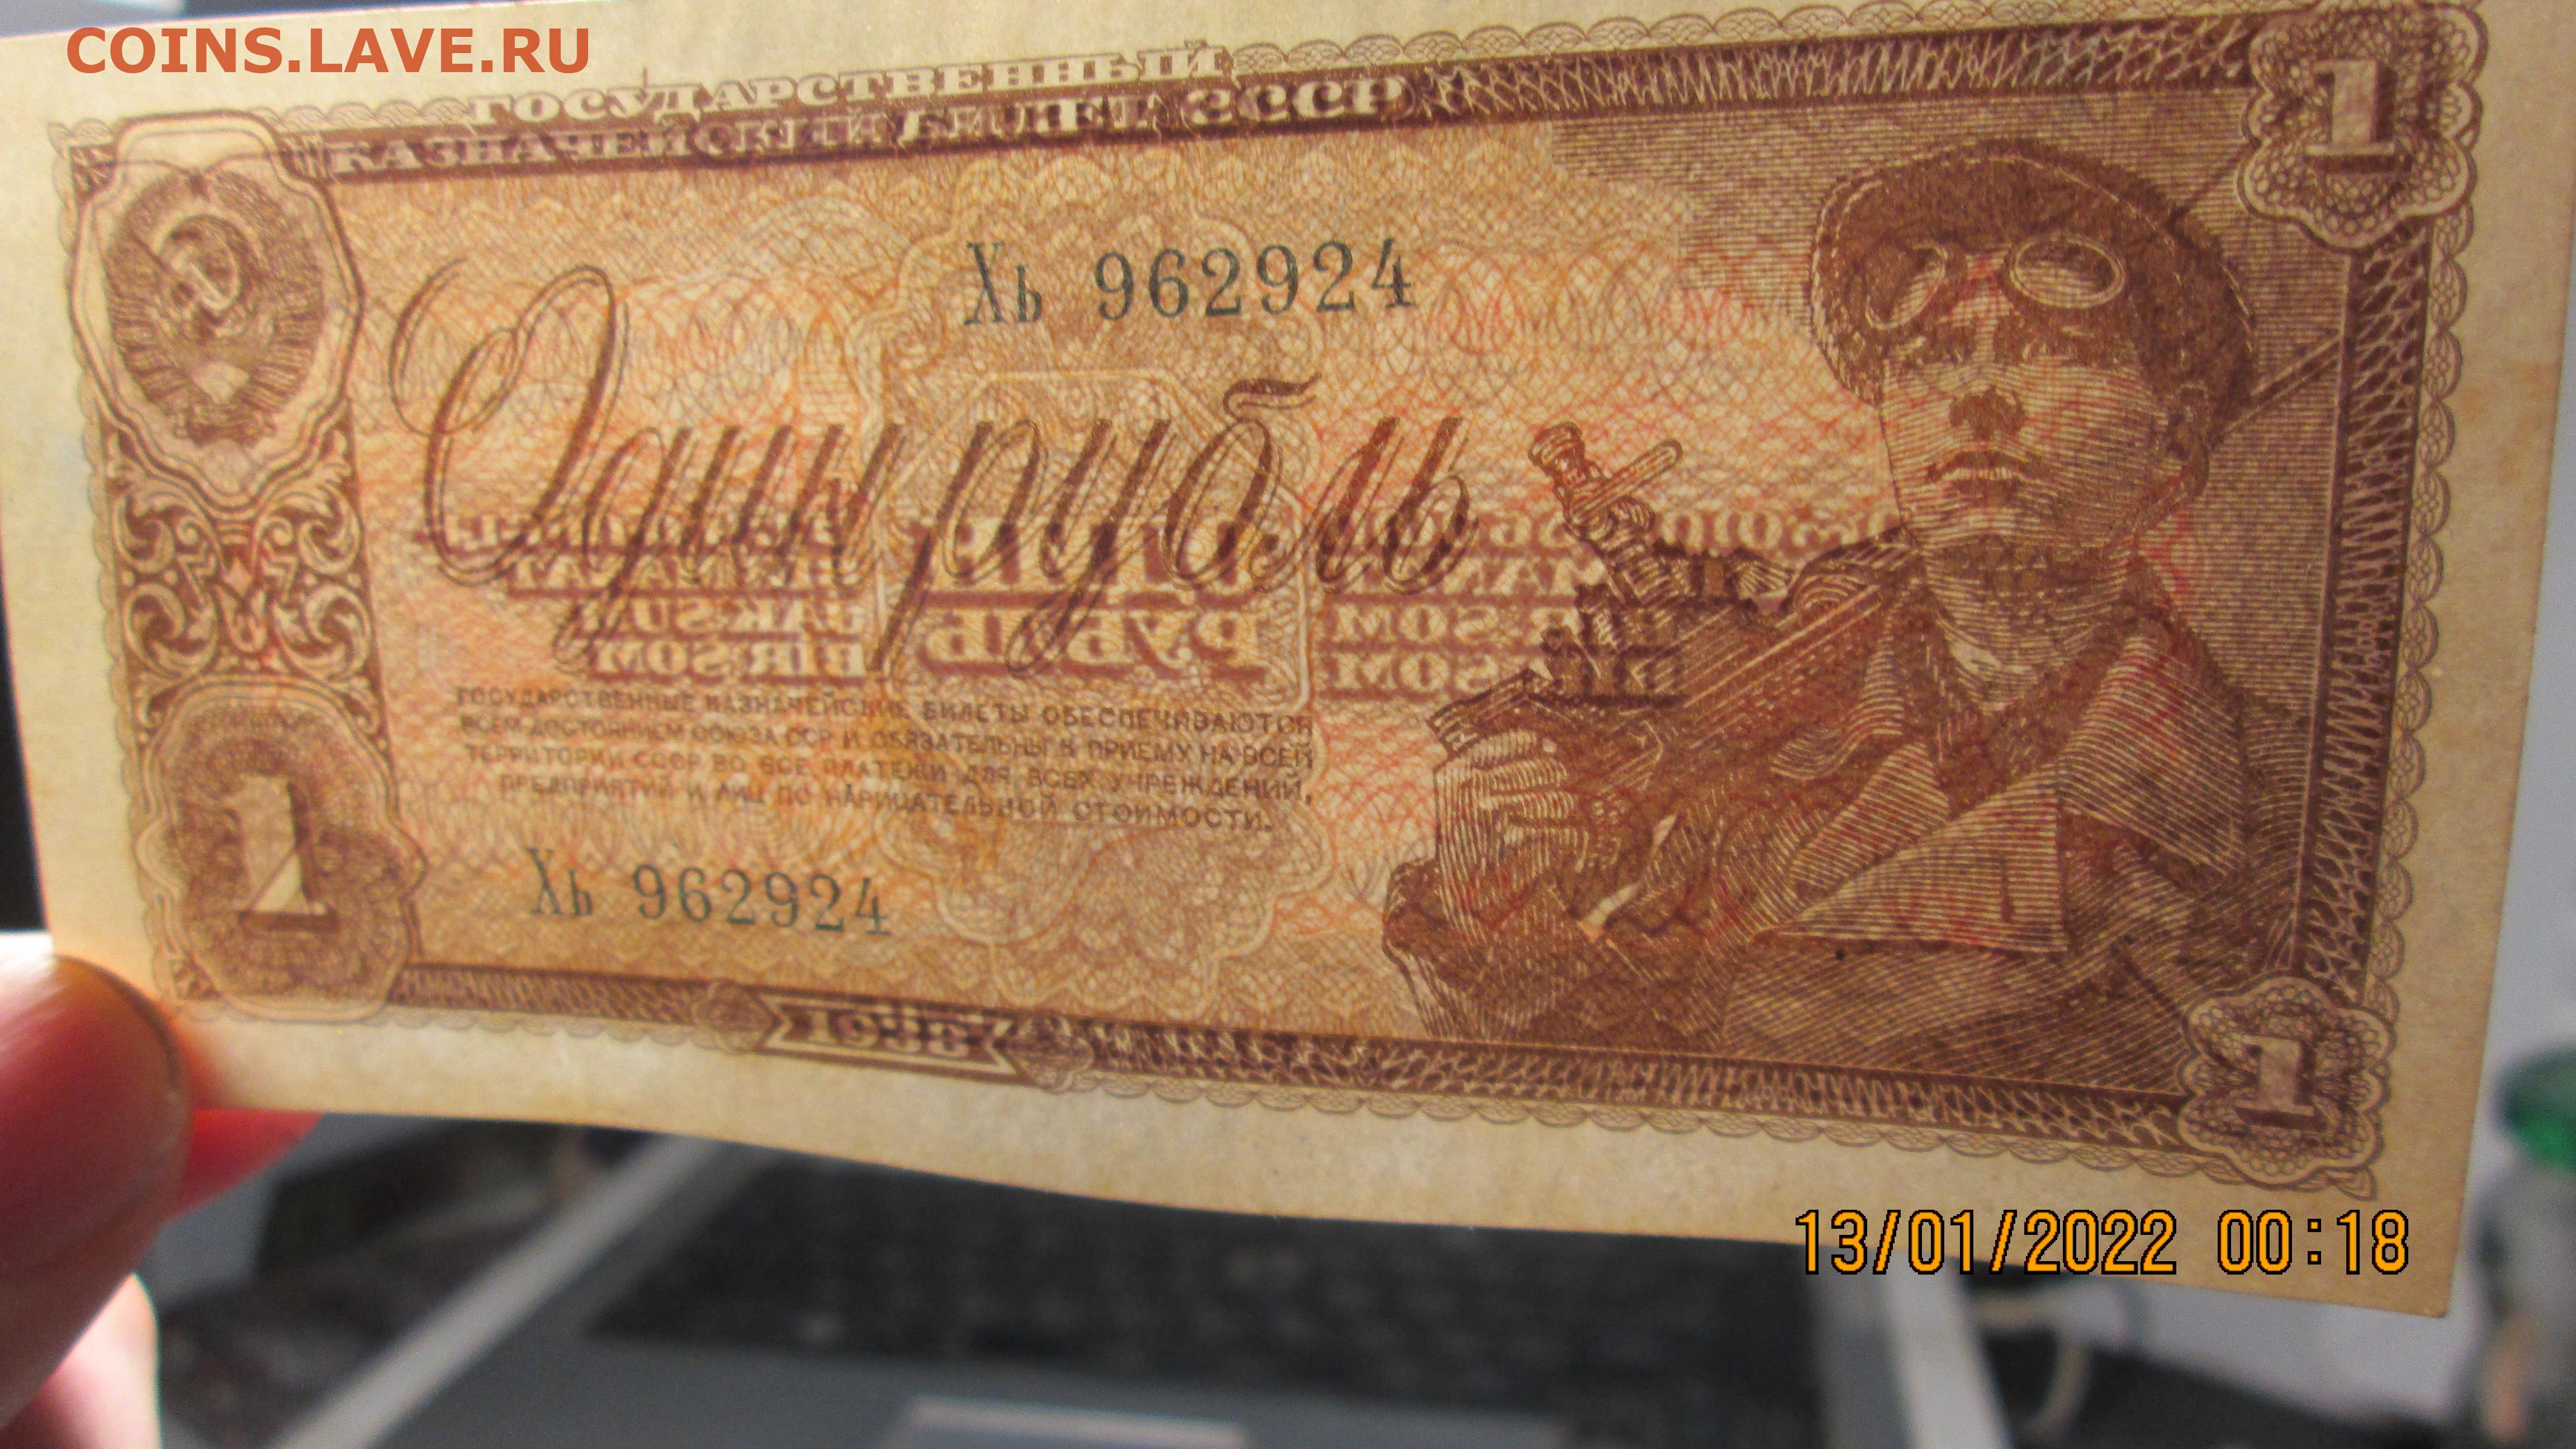 COINS.LAVE.RU
ГОСУДАРСТВЕННЫЙ
КАЗНАЧЕЙСКИЙ БИЛЕТ СССР
1
Хь 962924
Один рубль
РУБЛЬ
BIR SOM
ГОСУДАРСТВЕННЫЕ КАЗНАЧЕЙСКИЕ БИЛЕТЫ ОБЕСПЕЧИВАЮТСЯ
ВСЕМ ДОСТОЯНИЕМ СОЮЗА ССР И ОБЯЗАТЕЛЬНЫ К ПРИЕМУ НА ВСЕЙ
ТЕРРИТОРИИ СССР ВО ВСЕ ПЛАТЕЖИ ДЛЯ ВСЕХ УЧРЕЖДЕНИЙ,
ПРЕДПРИЯТИЙ И ЛИЦ ПО НАРИЦАТЕЛЬНОЙ СТОИМОСТИ.
1
Хь 962924
1938
1
13/01/2022 00:18